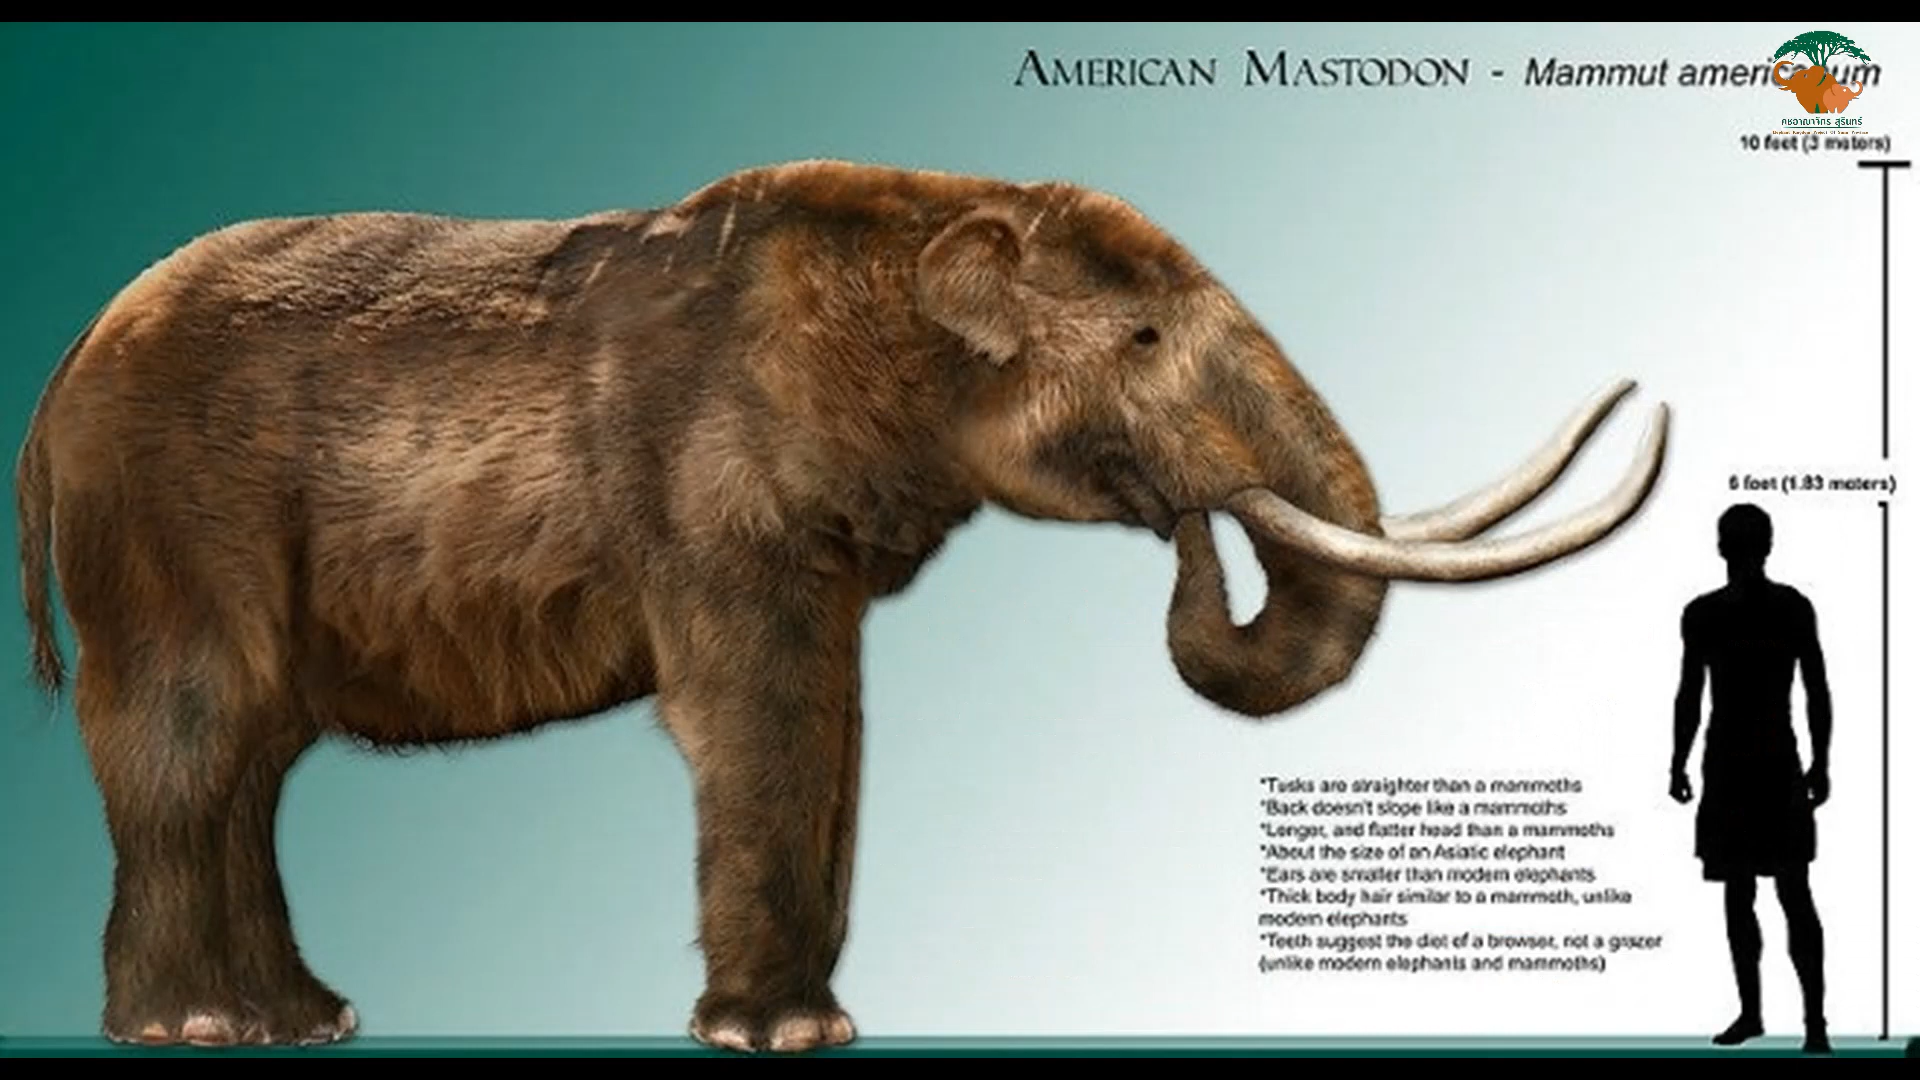 AMERICAN MASTODON - Mammut americanum
คชอาณาจักร สุรินทร์
10 feet (3 meters)
6 feet (1.83 meters)
*Tusks are straighter than a mammoths
*Back doesn't slope like a mammoths
*Longer, and flatter head than a mammoths
*About the size of an Asiatic elephant
*Ears are smaller than modern elephants
*Thick body hair similar to a mammoth, unlike
modern elephants
*Teeth suggest the diet of a browser, not a grazer
(unlike modern elephants and mammoths)